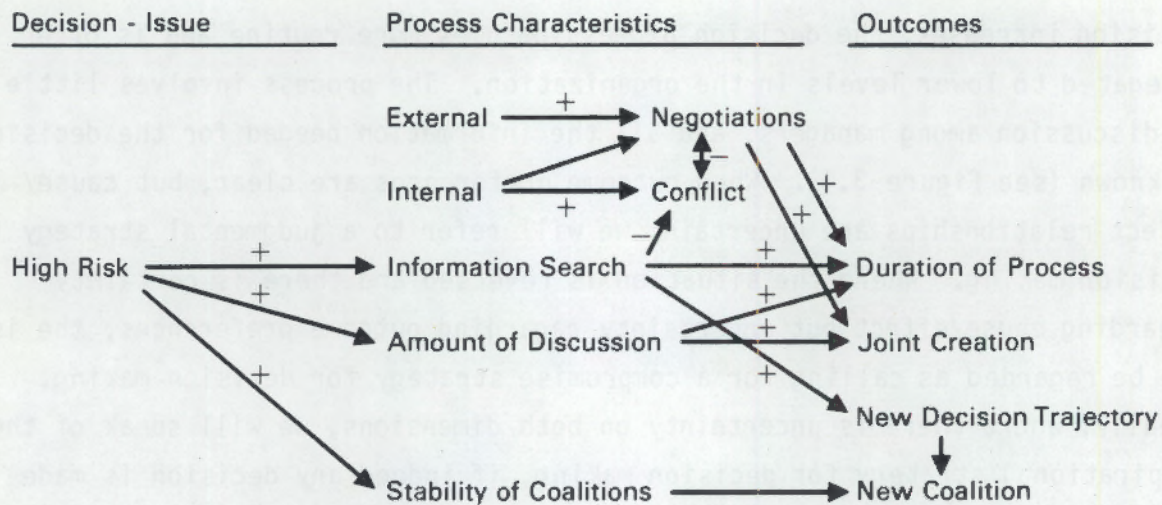 Decision - Issue Process Characteristics Outcomes
+
External Negotiations
–
Internal Conflict +
+ – +
+ +
High Risk Information Search Duration of Process
+ +
+
Amount of Discussion Joint Creation
+ +
New Decision Trajectory
Stability of Coalitions New Coalition